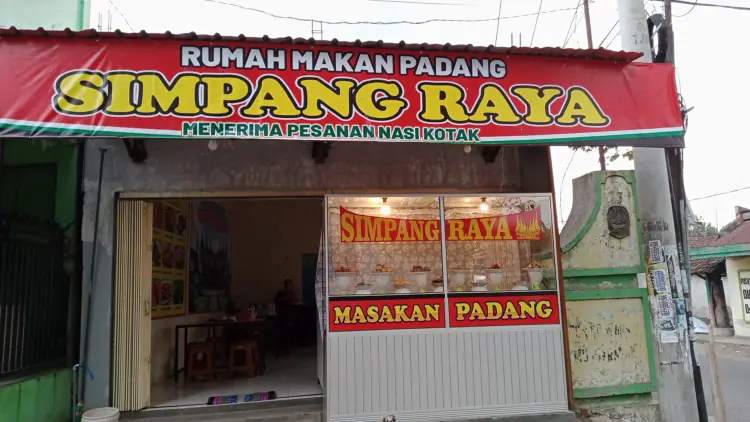 RUMAH MAKAN PADANG
SIMPANG RAYA
MENERIMA PESANAN NASI KOTAK
SIMPANG RAYA
MASAKAN PADANG